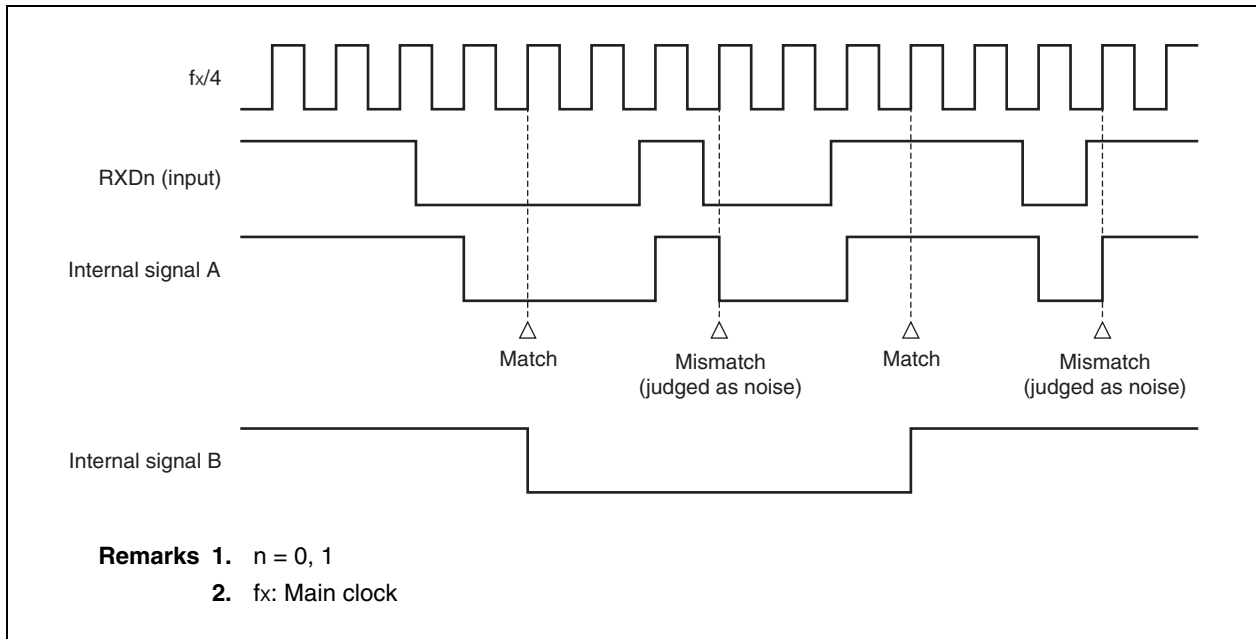 fx/4
RXDn (input)
Internal signal A
Match
Mismatch
(judged as noise)
Match
Mismatch
(judged as noise)
Internal signal B
Remarks 1. n = 0, 1
2. fx: Main clock